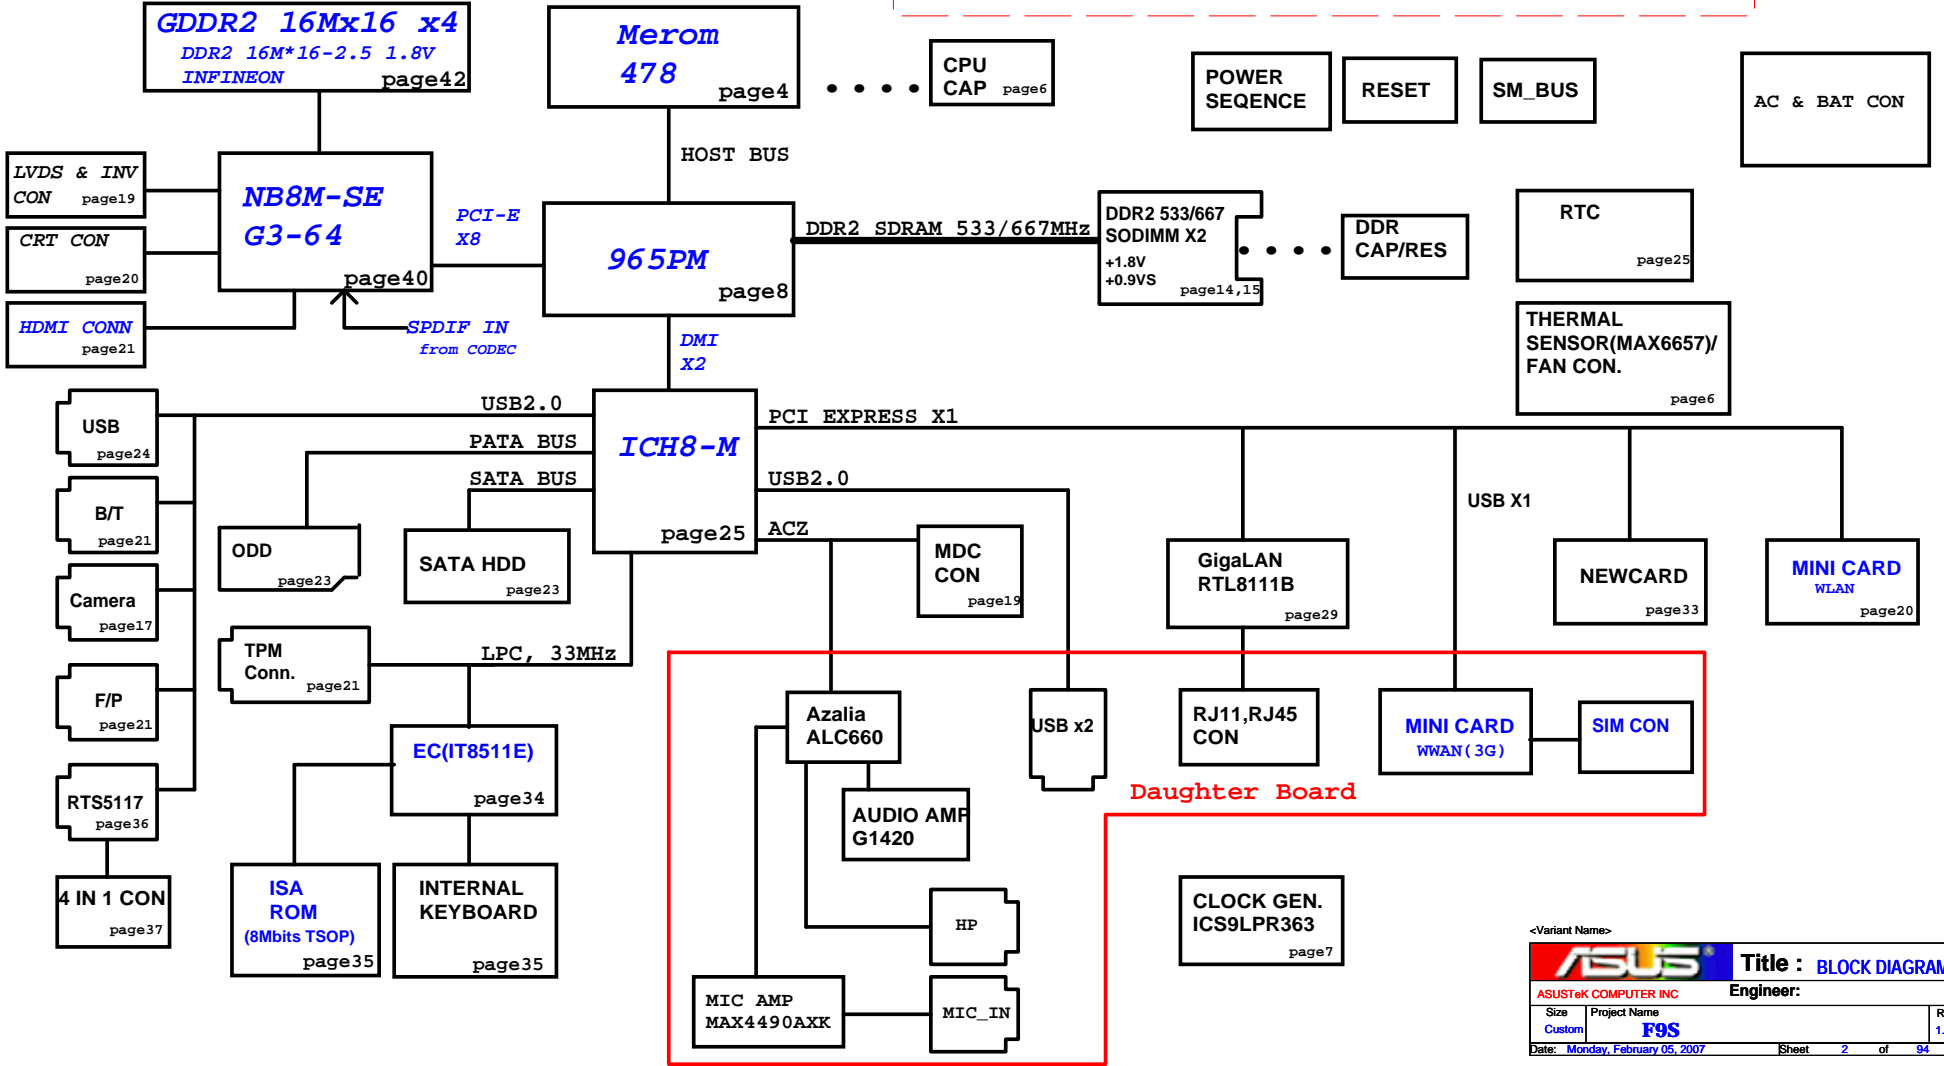 GDDR2 16Mx16 x4
DDR2 16M*16-2.5 1.8V
INFINEON
page42
Merom
478
page4
CPU
CAP page6
POWER
SEQENCE
RESET
SM_BUS
AC & BAT CON
HOST BUS
LVDS & INV
CON page19
NB8M-SE
G3-64
page40
PCI-E
X8
CRT CON
page20
965PM
page8
DDR2 SDRAM 533/667MHz
DDR2 533/667
SODIMM X2
+1.8V
+0.9VS
page14,15
DDR
CAP/RES
RTC
page25
HDMI CONN
page21
SPDIF IN
from CODEC
DMI
X2
THERMAL
SENSOR(MAX6657)/
FAN CON.
page6
USB
page24
USB2.0
PATA BUS
SATA BUS
ICH8-M
page25
PCI EXPRESS X1
USB2.0
ACZ
USB X1
B/T
page21
ODD
page23
SATA HDD
page23
MDC
CON
page19
GigaLAN
RTL8111B
page29
NEWCARD
page33
MINI CARD
WLAN
page20
Camera
page17
TPM
Conn.
page21
LPC, 33MHz
F/P
page21
EC(IT8511E)
page34
Azalia
ALC660
USB x2
RJ11,RJ45
CON
MINI CARD
WWAN(3G)
SIM CON
Daughter Board
RTS5117
page36
AUDIO AMP
G1420
4 IN 1 CON
page37
ISA
ROM
(8Mbits TSOP)
page35
INTERNAL
KEYBOARD
page35
HP
CLOCK GEN.
ICS9LPR363
page7
MIC AMP
MAX4490AXK
MIC_IN
<Variant Name>
ASUS®
Title : BLOCK DIAGRAM
ASUSTeK COMPUTER INC
Engineer:
Size
Project Name
R
Custom
F9S
1.
Date: Monday, February 05, 2007
Sheet 2 of 94